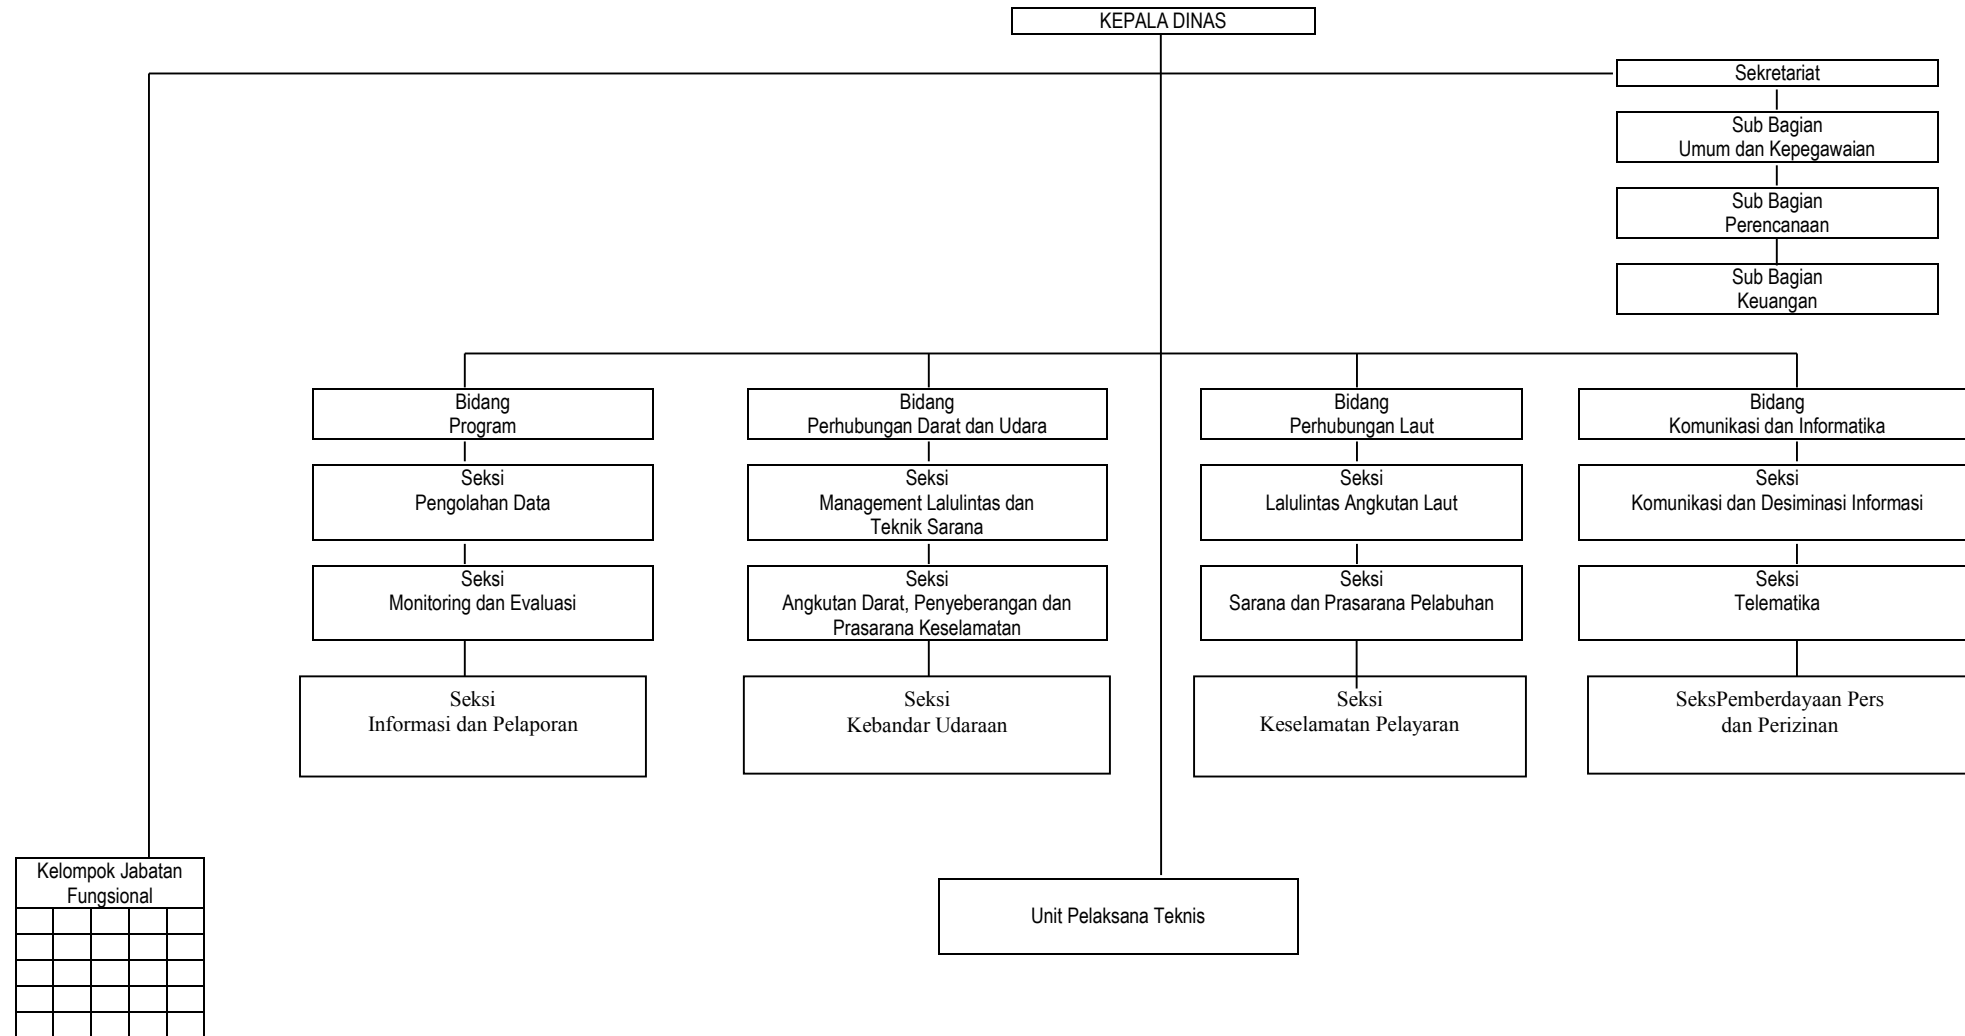 KEPALA DINAS
Sekretariat
Sub Bagian
Umum dan Kepegawaian
Sub Bagian
Perencanaan
Sub Bagian
Keuangan
Bidang
Program
Seksi
Pengolahan Data
Seksi
Monitoring dan Evaluasi
Seksi
Informasi dan Pelaporan
Bidang
Perhubungan Darat dan Udara
Seksi
Management Lalulintas dan
Teknik Sarana
Seksi
Angkutan Darat, Penyeberangan dan
Prasarana Keselamatan
Seksi
Kebandar Udaraan
Bidang
Perhubungan Laut
Seksi
Lalulintas Angkutan Laut
Seksi
Sarana dan Prasarana Pelabuhan
Seksi
Keselamatan Pelayaran
Bidang
Komunikasi dan Informatika
Seksi
Komunikasi dan Desiminasi Informasi
Seksi
Telematika
SeksPemberdayaan Pers
dan Perizinan
Kelompok Jabatan
Fungsional
Unit Pelaksana Teknis